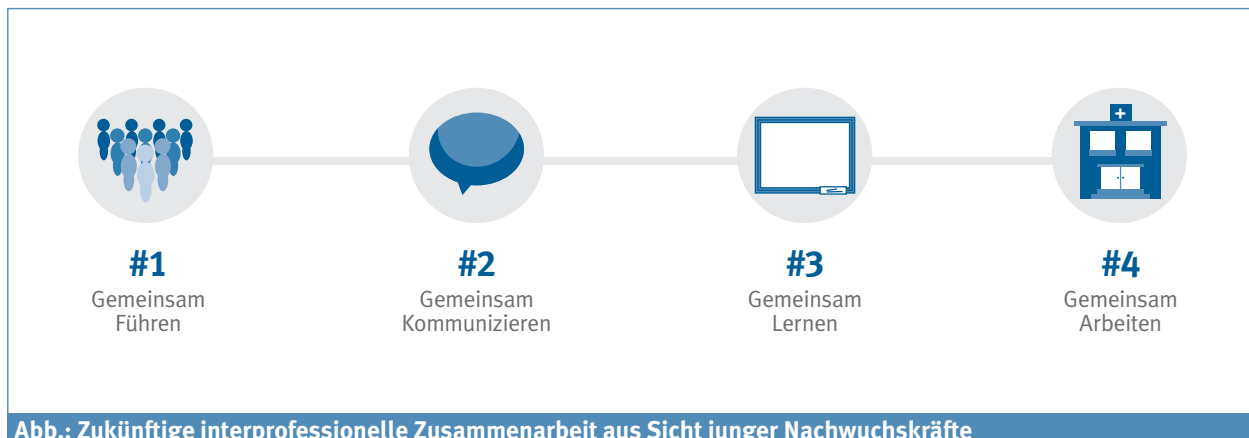 #1
Gemeinsam
Führen
#2
Gemeinsam
Kommunizieren
#3
Gemeinsam
Lernen
#4
Gemeinsam
Arbeiten
Abb.: Zukünftige interprofessionelle Zusammenarbeit aus Sicht junger Nachwuchskräfte